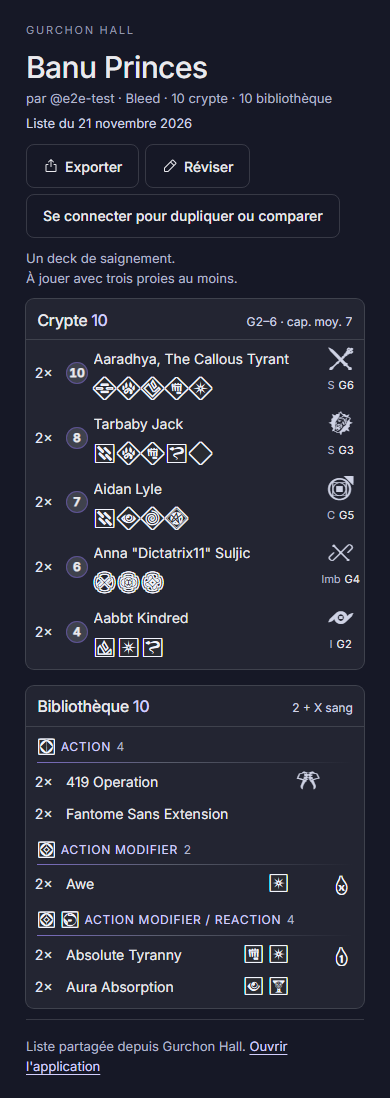 GURCHON HALL
Banu Princes
par @e2e-test · Bleed · 10 crypte · 10 bibliothèque
Liste du 21 novembre 2026
Exporter
Réviser
Se connecter pour dupliquer ou comparer
Un deck de saignement.
À jouer avec trois proies au moins.
Crypte 10
G2–6 · cap. moy. 7
2× 10 Aaradhya, The Callous Tyrant
S G6
2× 8 Tarbaby Jack
S G3
2× 7 Aidan Lyle
C G5
2× 6 Anna "Dictatrix11" Suljic
Imb G4
2× 4 Aabbt Kindred
I G2
Bibliothèque 10
2 + X sang
ACTION 4
2× 419 Operation
2× Fantome Sans Extension
ACTION MODIFIER 2
2× Awe X
ACTION MODIFIER / REACTION 4
2× Absolute Tyranny 1
2× Aura Absorption
Liste partagée depuis Gurchon Hall. Ouvrir
l'application